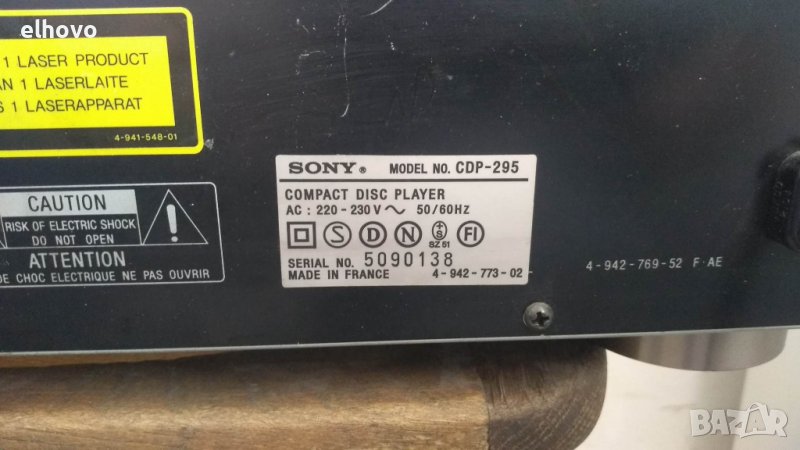 elhovo
1 LASER PRODUCT
AN 1 LASERLAITE
S 1 LASERAPPARAT
4-941-548-01
CAUTION
RISK OF ELECTRIC SHOCK
DO NOT OPEN
ATTENTION
DE CHOC ELECTRIQUE NE PAS OUVRIR
SONY® MODEL NO. CDP-295
COMPACT DISC PLAYER
AC : 220 - 230 V ~ 50/60HZ
S D N +S SZ 51 FI
SERIAL NO. 5090138
MADE IN FRANCE 4-942-773-02
4-942-769-52 F·AE
BAZAR